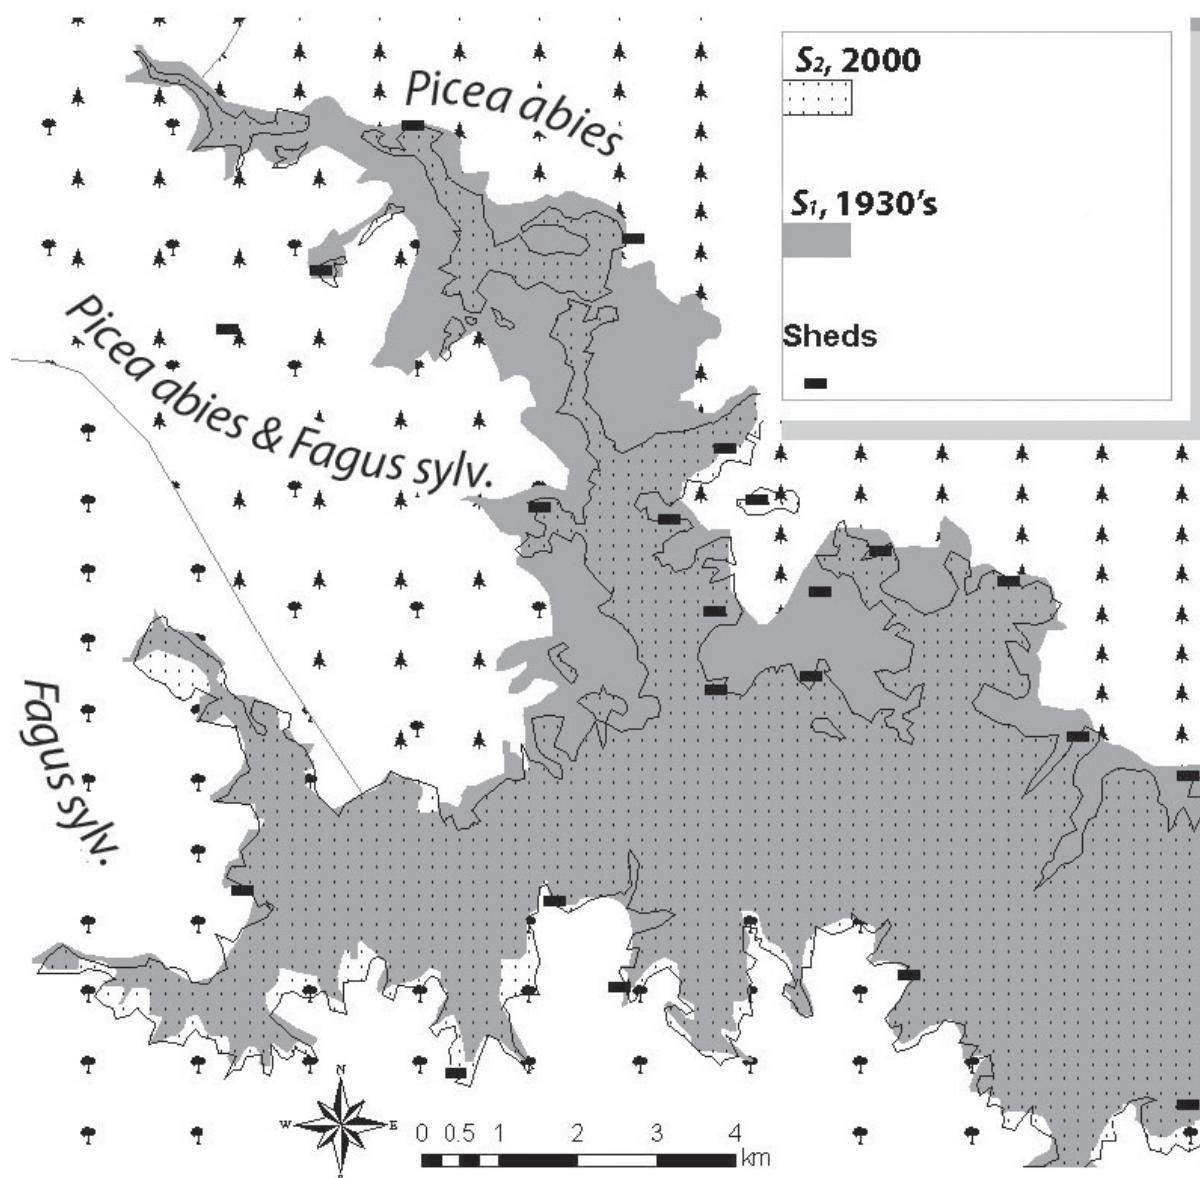 Picea abies
S2, 2000
S1, 1930's
Sheds
Picea abies & Fagus sylv.
Fagus sylv.
N
W E
0 0.5 1 2 3 4
km